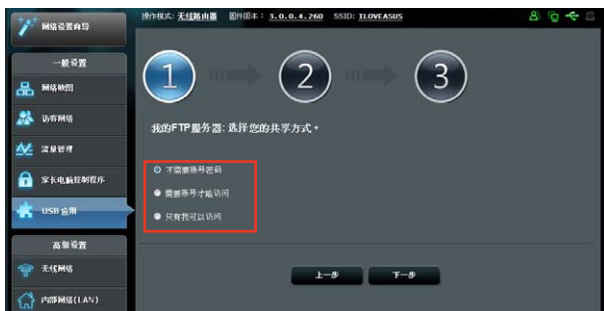 网络设置向导
操作模式: 无线路由器 固件版本: 3.0.0.4.260 SSID: ILOVEASUS
一般设置
网络地图
访客网络
流量管理
家长电脑控制程序
USB 应用
高级设置
无线网络
内部网络(LAN)
1
2
3
我的FTP服务器: 选择您的共享方式。
不需要账号密码
需要账号才能访问
只有我可以访问
上一步
下一步